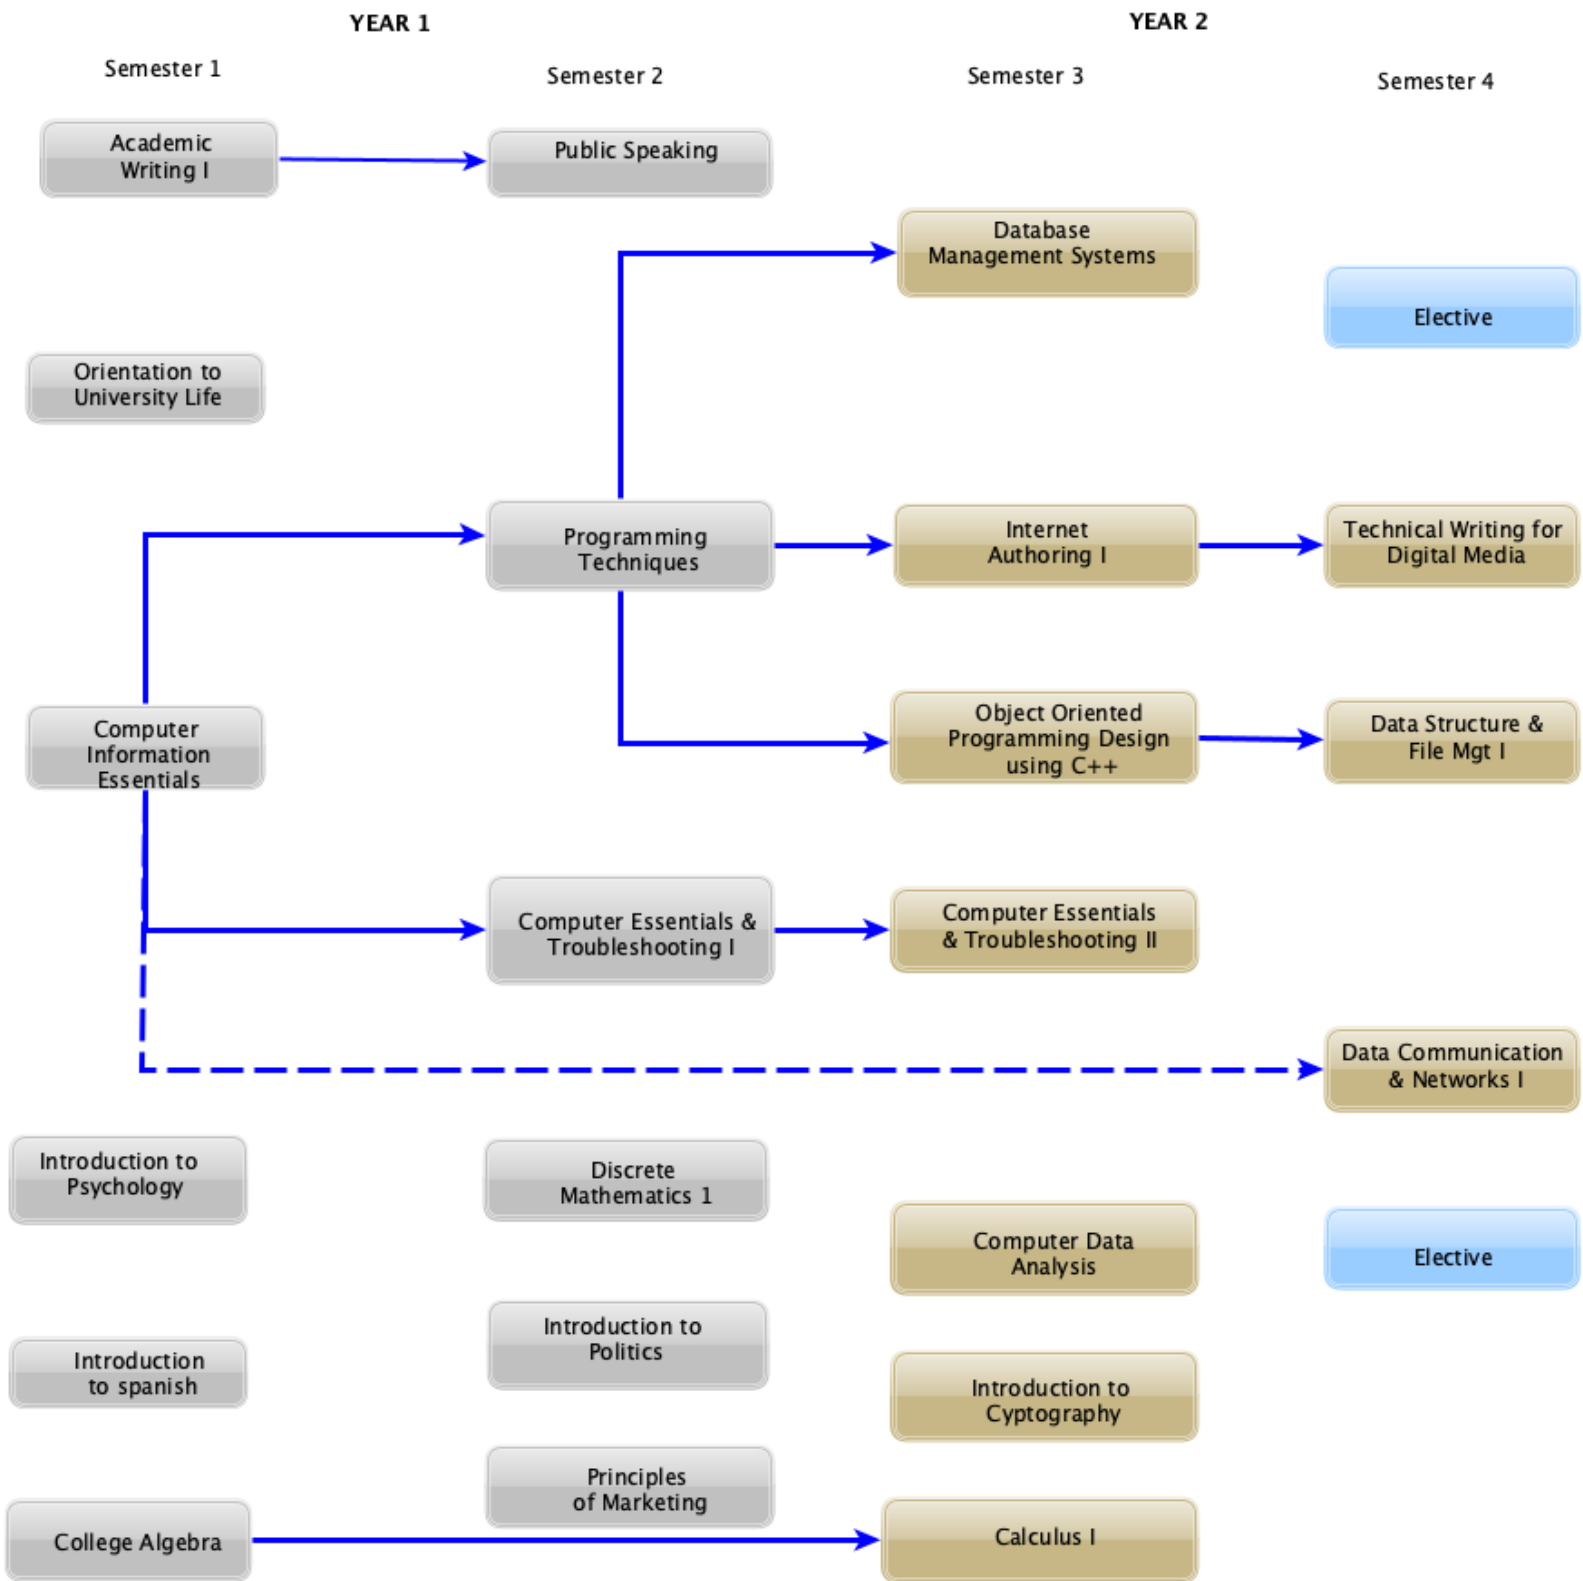 YEAR 1
YEAR 2
Semester 1
Semester 2
Semester 3
Semester 4
Academic
Writing I
Public Speaking
Database
Management Systems
Elective
Orientation to
University Life
Programming
Techniques
Internet
Authoring I
Technical Writing for
Digital Media
Computer
Information
Essentials
Object Oriented
Programming Design
using C++
Data Structure &
File Mgt I
Computer Essentials &
Troubleshooting I
Computer Essentials
& Troubleshooting II
Data Communication
& Networks I
Introduction to
Psychology
Discrete
Mathematics 1
Computer Data
Analysis
Elective
Introduction
to spanish
Introduction to
Politics
Introduction to
Cyptography
Principles
of Marketing
College Algebra
Calculus I